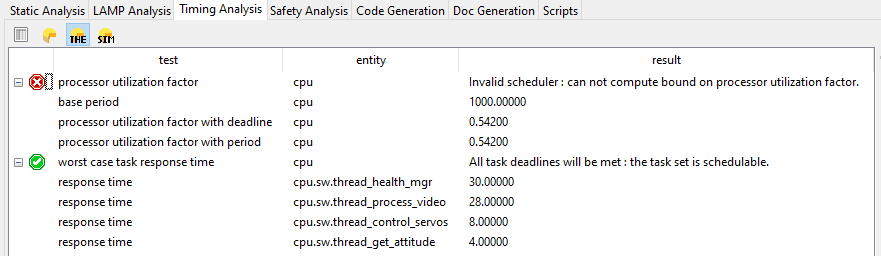 Static Analysis LAMP Analysis Timing Analysis Safety Analysis Code Generation Doc Generation Scripts
THE SIM
test entity result
processor utilization factor cpu Invalid scheduler : can not compute bound on processor utilization factor.
base period cpu 1000.00000
processor utilization factor with deadline cpu 0.54200
processor utilization factor with period cpu 0.54200
worst case task response time cpu All task deadlines will be met : the task set is schedulable.
response time cpu.sw.thread_health_mgr 30.00000
response time cpu.sw.thread_process_video 28.00000
response time cpu.sw.thread_control_servos 8.00000
response time cpu.sw.thread_get_attitude 4.00000